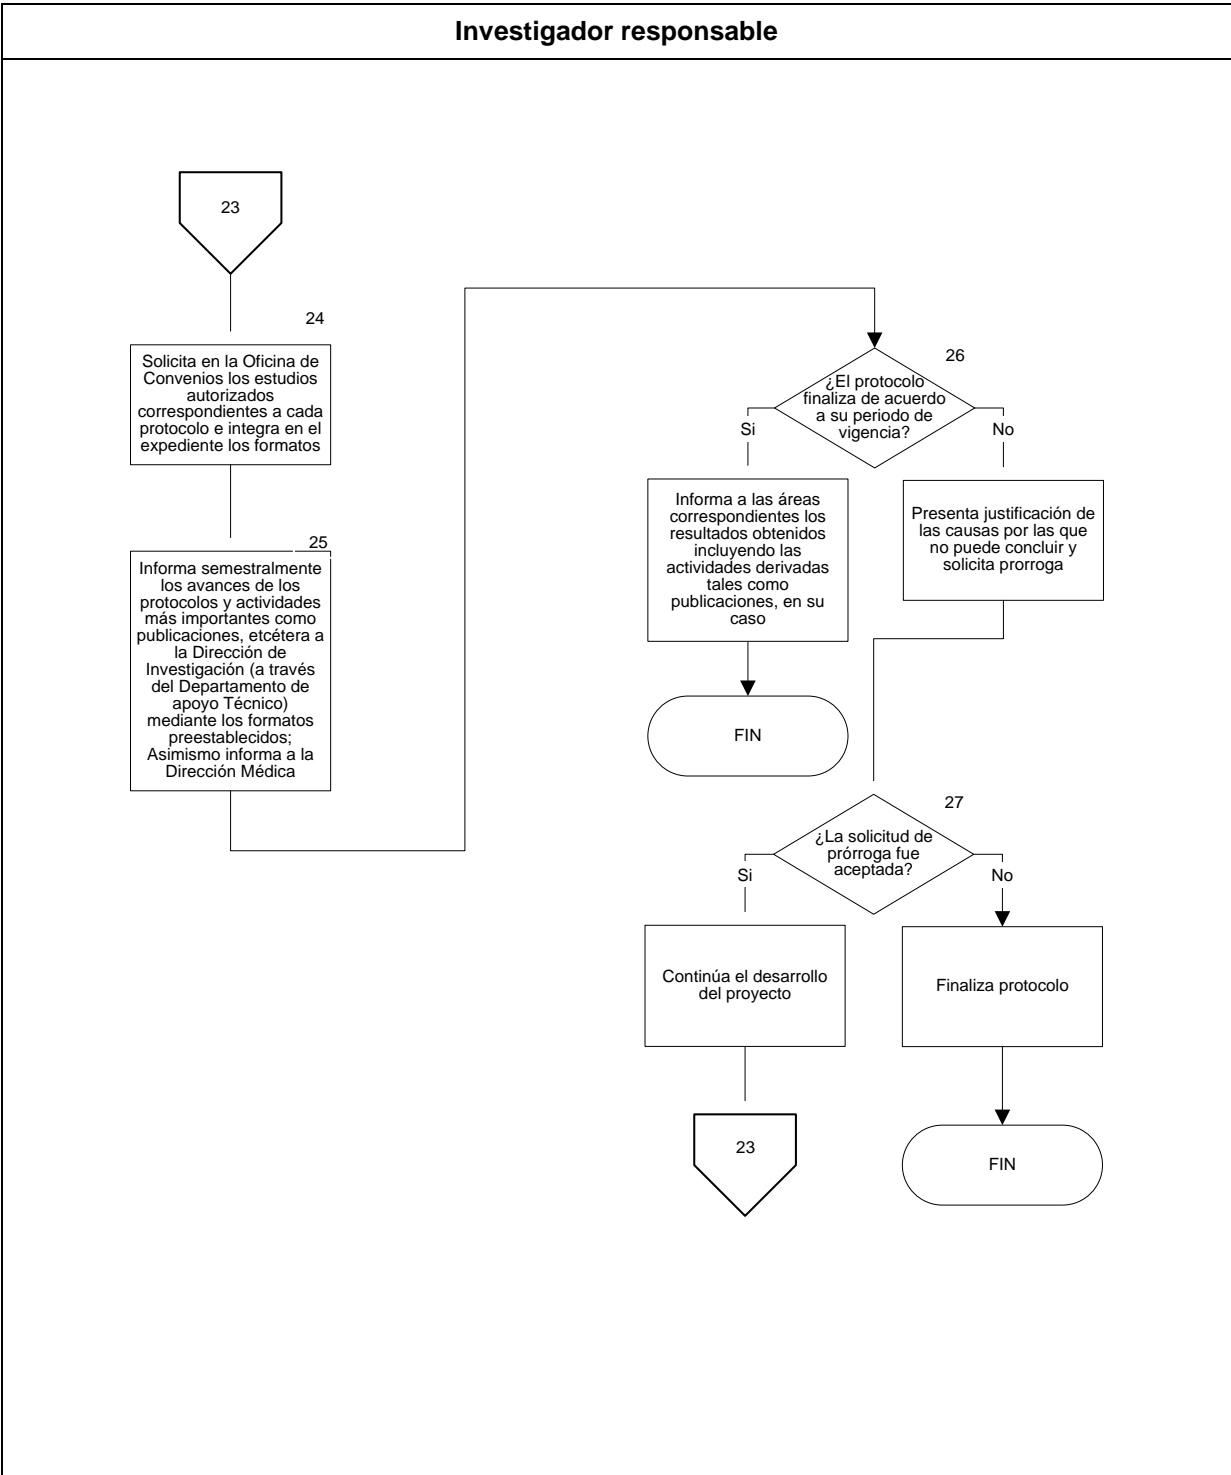 Investigador responsable
23
24
Solicita en la Oficina de
Convenios los estudios
autorizados
correspondientes a cada
protocolo e integra en el
expediente los formatos
25
Informa semestralmente
los avances de los
protocolos y actividades
más importantes como
publicaciones, etcétera a
la Dirección de
Investigación (a través
del Departamento de
apoyo Técnico)
mediante los formatos
preestablecidos;
Asimismo informa a la
Dirección Médica
26
¿El protocolo
finaliza de acuerdo
a su periodo de
vigencia?
Si
No
Informa a las áreas
correspondientes los
resultados obtenidos
incluyendo las
actividades derivadas
tales como
publicaciones, en su
caso
Presenta justificación de
las causas por las que
no puede concluir y
solicita prorroga
FIN
27
¿La solicitud de
prórroga fue
aceptada?
Si
No
Continúa el desarrollo
del proyecto
Finaliza protocolo
23
FIN